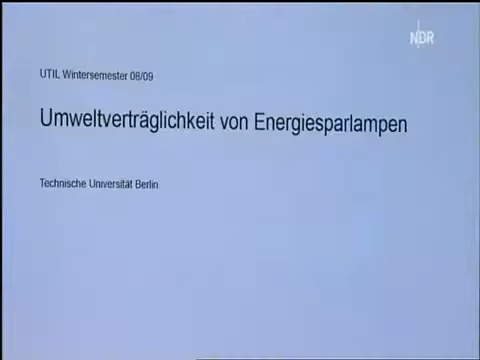 NDR
UTIL Wintersemester 08/09
Umweltverträglichkeit von Energiesparlampen
Technische Universität Berlin